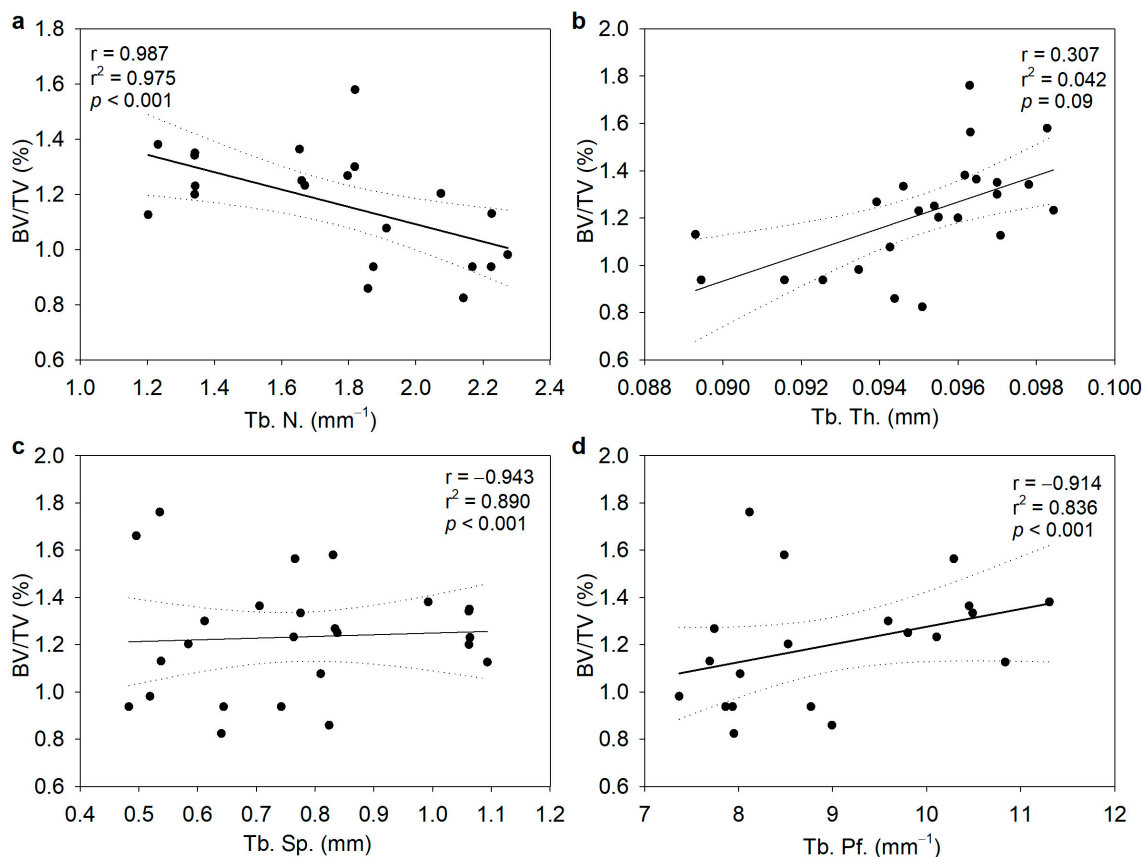 a
r = 0.987
r² = 0.975
p < 0.001
BV/TV (%)
1.8
1.6
1.4
1.2
1.0
0.8
0.6
1.0 1.2 1.4 1.6 1.8 2.0 2.2 2.4
Tb. N. (mm⁻¹)
b
r = 0.307
r² = 0.042
p = 0.09
BV/TV (%)
2.0
1.8
1.6
1.4
1.2
1.0
0.8
0.6
0.088 0.090 0.092 0.094 0.096 0.098 0.100
Tb. Th. (mm)
c
r = −0.943
r² = 0.890
p < 0.001
BV/TV (%)
2.0
1.8
1.6
1.4
1.2
1.0
0.8
0.6
0.4 0.5 0.6 0.7 0.8 0.9 1.0 1.1 1.2
Tb. Sp. (mm)
d
r = −0.914
r² = 0.836
p < 0.001
BV/TV (%)
2.0
1.8
1.6
1.4
1.2
1.0
0.8
0.6
7 8 9 10 11 12
Tb. Pf. (mm⁻¹)